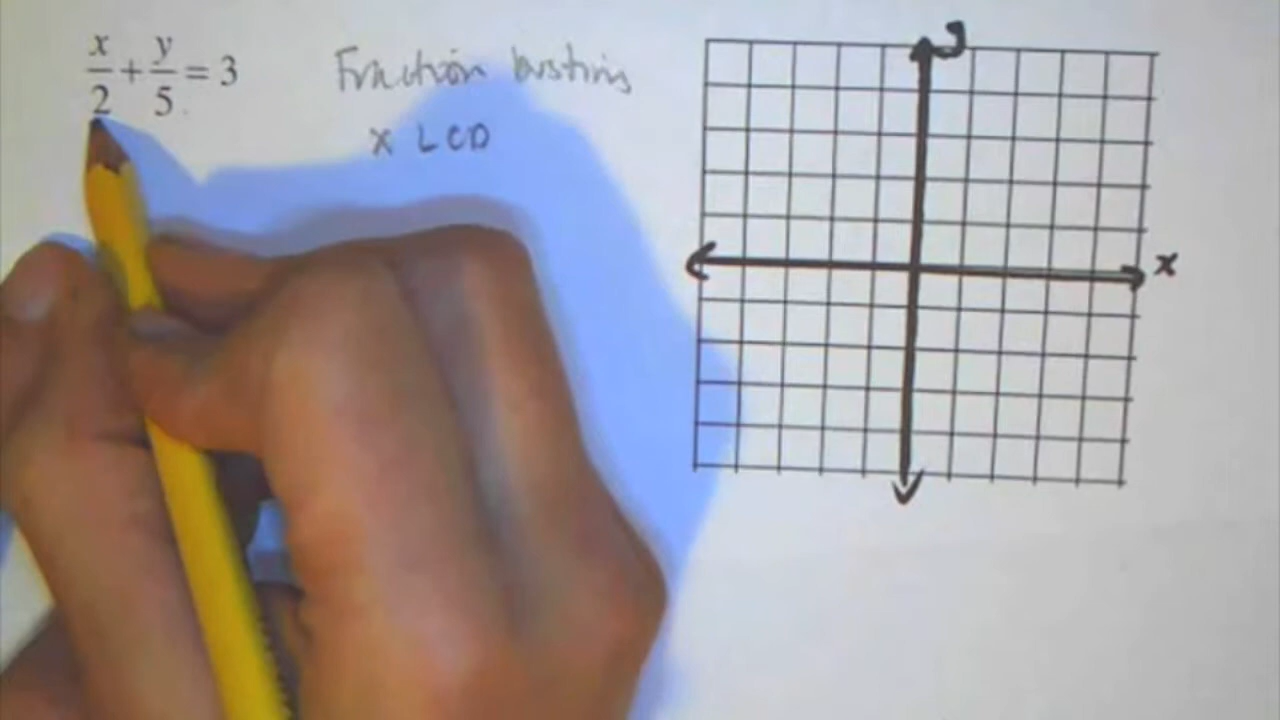 x/2 + y/5 = 3
Fraction busting
x LCD
y
x